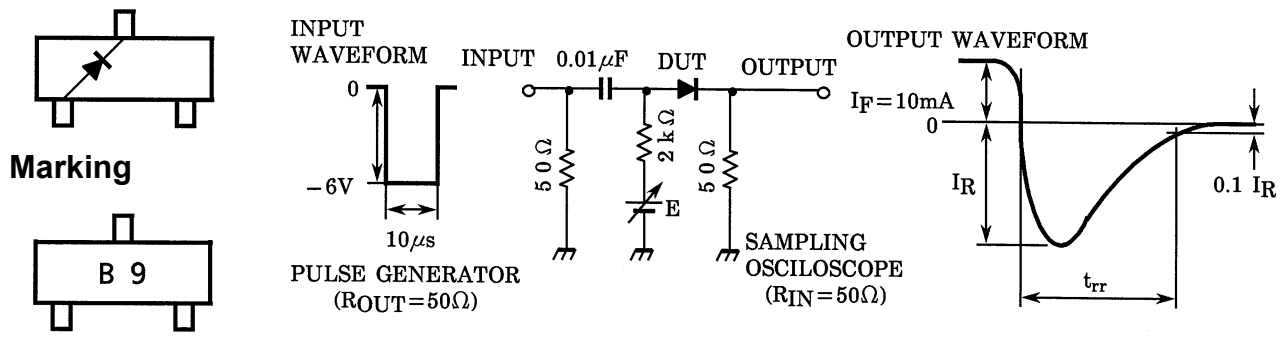 Marking
B 9
INPUT
WAVEFORM
0
−6V
10μs
PULSE GENERATOR
(ROUT=50Ω)
INPUT
0.01μF
DUT
OUTPUT
50Ω
2kΩ
50Ω
E
SAMPLING
OSCILOSCOPE
(RIN=50Ω)
OUTPUT WAVEFORM
IF=10mA
0
IR
0.1 IR
trr